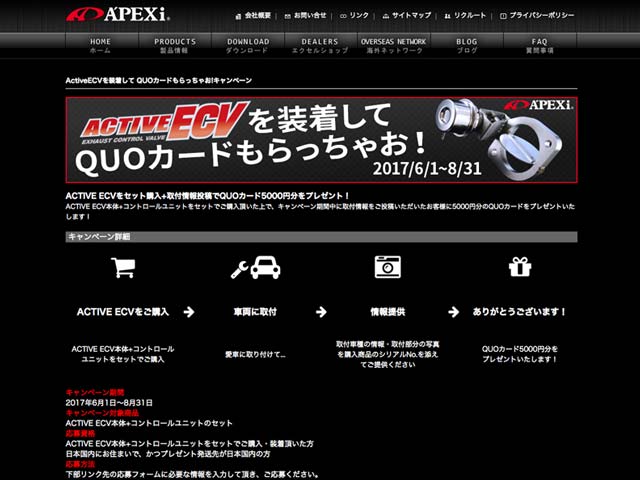 A'PEXi®
会社概要 | お問い合せ | リンク | サイトマップ | リクルート | プライバシーポリシー
HOME PRODUCTS DOWNLOAD DEALERS OVERSEAS NETWORK BLOG FAQ
ホーム 製品情報 ダウンロード エクセルショップ 海外ネットワーク ブログ 質問事項
ActiveECVを装着して QUOカードもらっちゃお!キャンペーン
A'PEXi.
ACTIVE ECVを装着して
EXHAUST CONTROL VALVE
QUOカードもらっちゃお！
2017/6/1~8/31
ACTIVE ECVをセット購入+取付情報投稿でQUOカード5000円分をプレゼント！
ACTIVE ECV本体+コントロールユニットをセットでご購入頂いた上で、キャンペーン期間中に取付情報をご投稿いただいたお客様に5000円分のQUOカードをプレゼントいた
します！
キャンペーン詳細
ACTIVE ECVをご購入 車両に取付 情報提供 ありがとうございます！
ACTIVE ECV本体+コントロール
ユニットをセットでご購入
愛車に取り付けて...
取付車種の情報・取付部分の写真
を購入商品のシリアルNo.を添え
てご提供ください
QUOカード5000円分を
プレゼントいたします！
キャンペーン期間
2017年6月1日〜8月31日
キャンペーン対象商品
ACTIVE ECV本体+コントロールユニットのセット
応募資格
ACTIVE ECV本体+コントロールユニットをセットでご購入・装着頂いた方
日本国内にお住まいで、かつプレゼント発送先が日本国内の方
応募方法
下部リンク先の応募フォームに必要な情報を入力して頂き、ご応募ください。